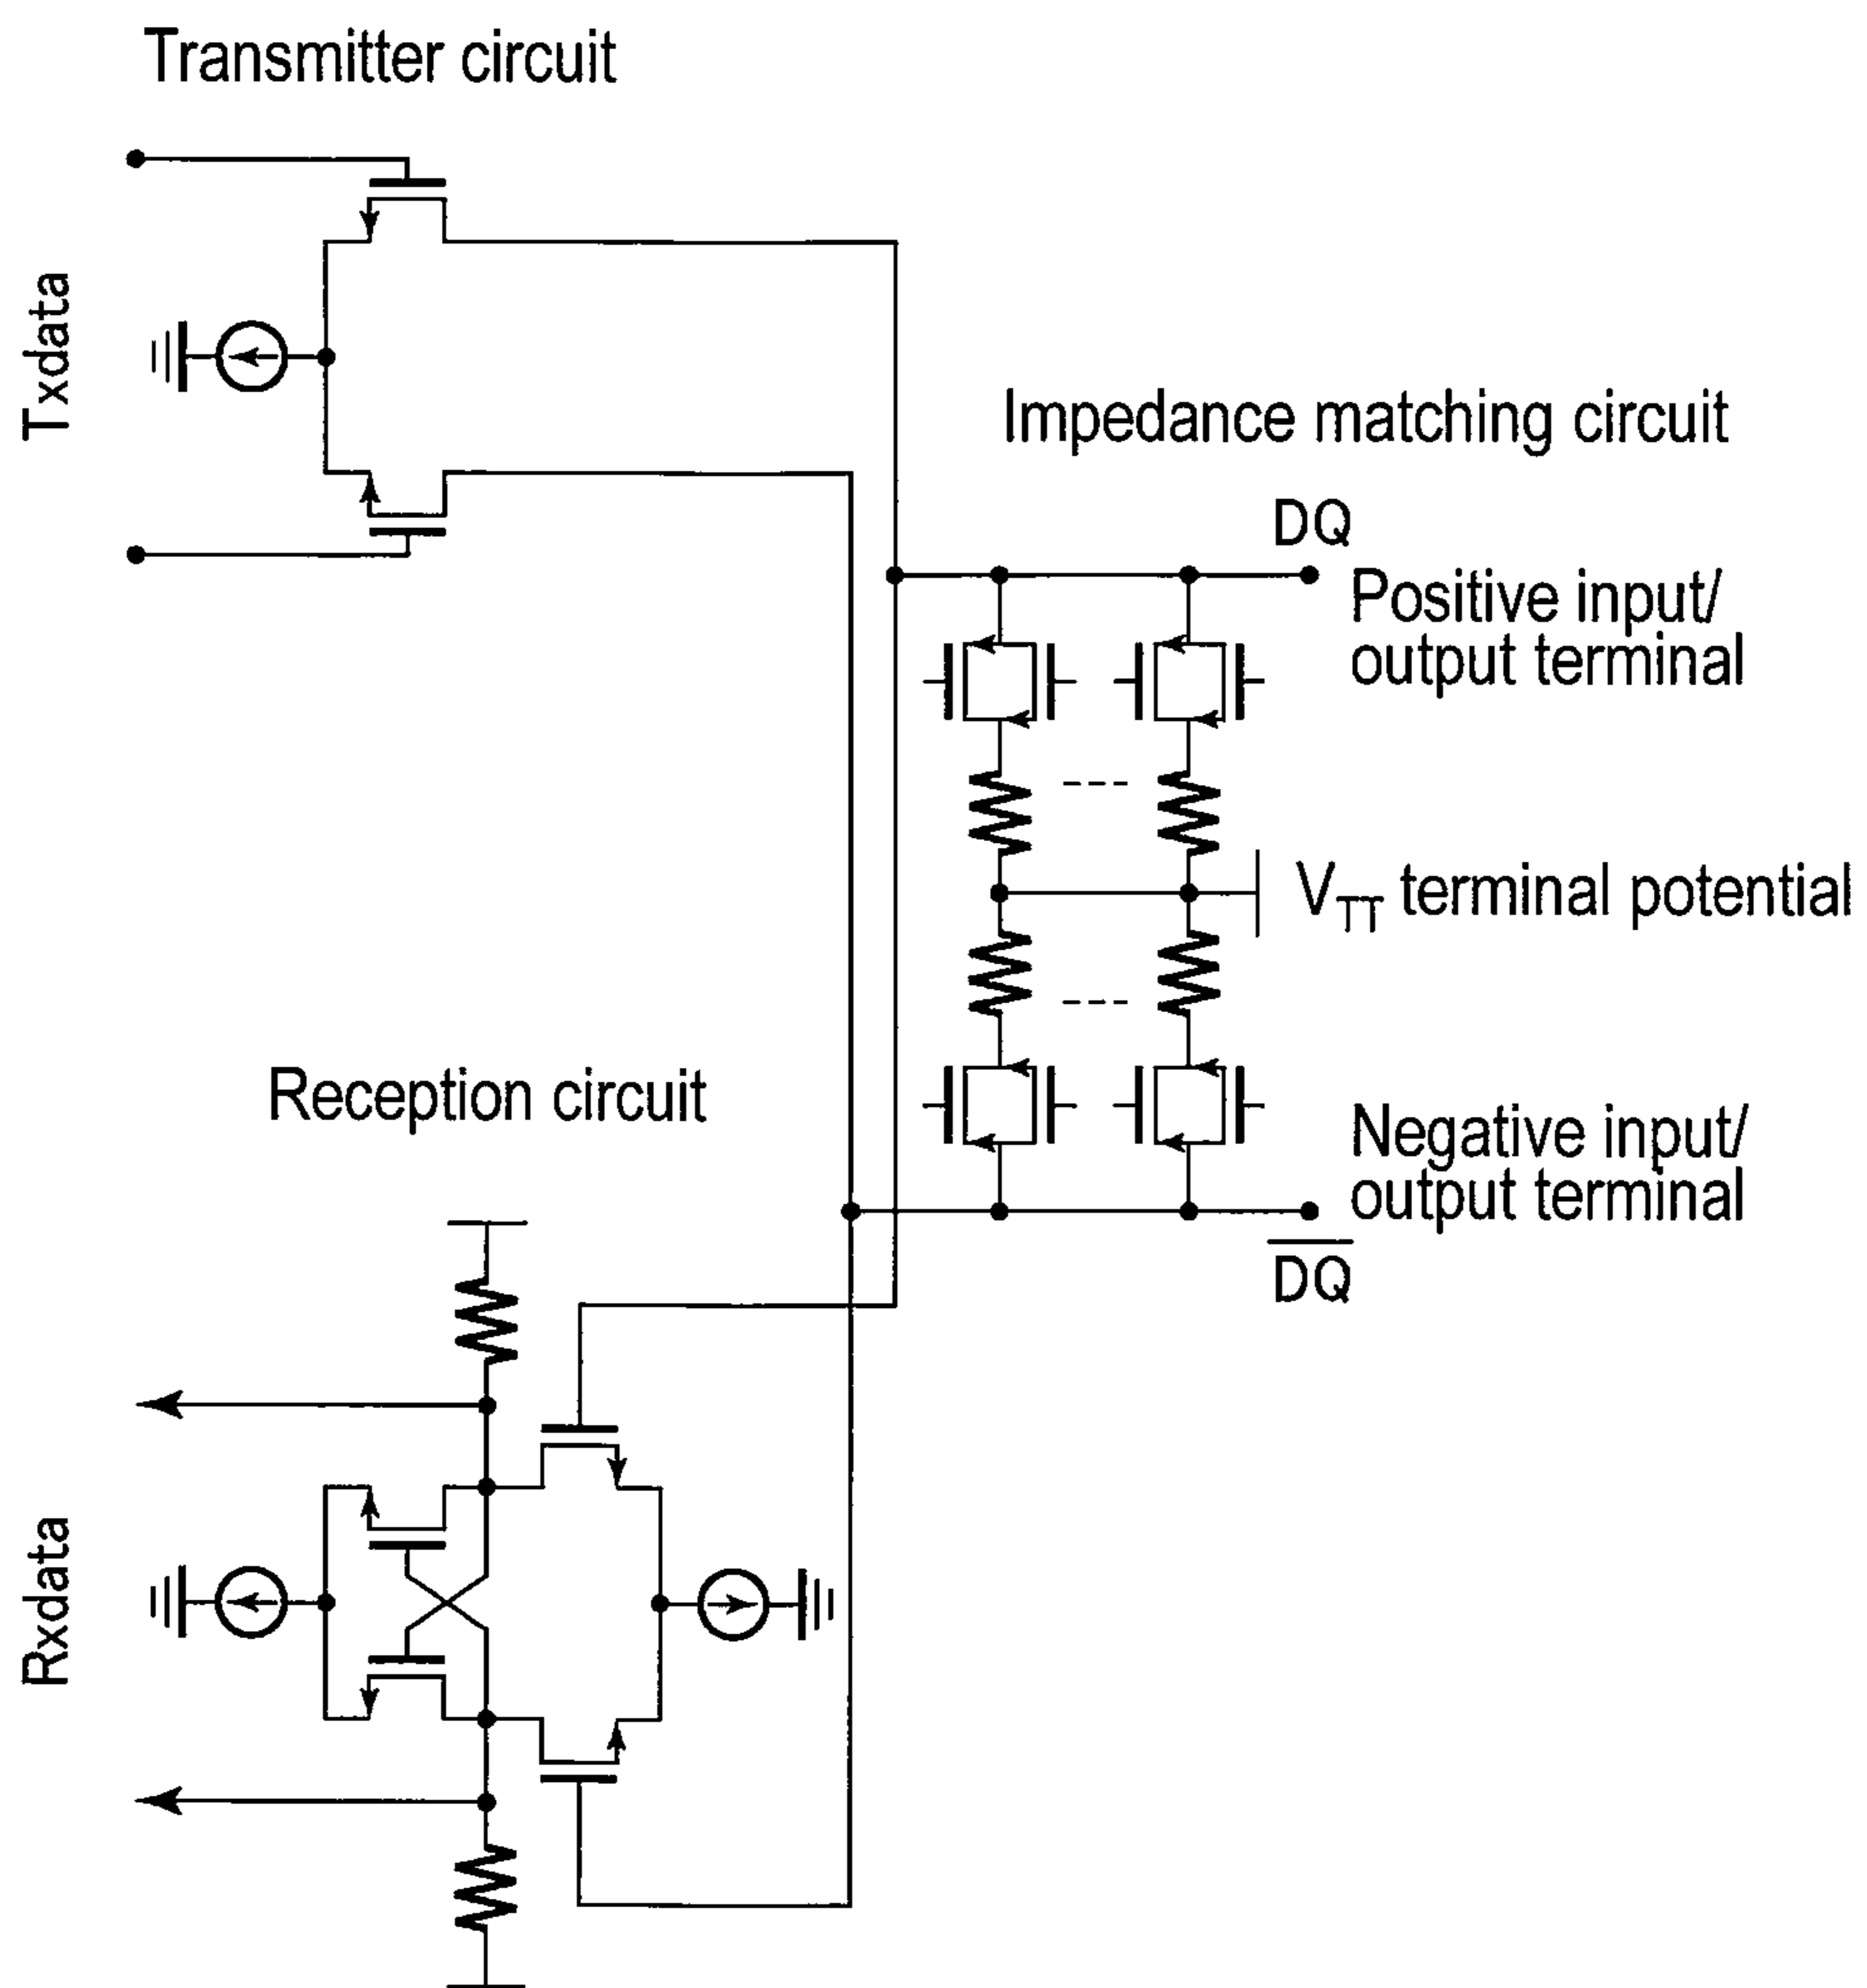 Transmitter circuit
Txdata
Impedance matching circuit
DQ
Positive input/
output terminal
V_TT terminal potential
Reception circuit
Negative input/
output terminal
D̅Q̅
Rxdata